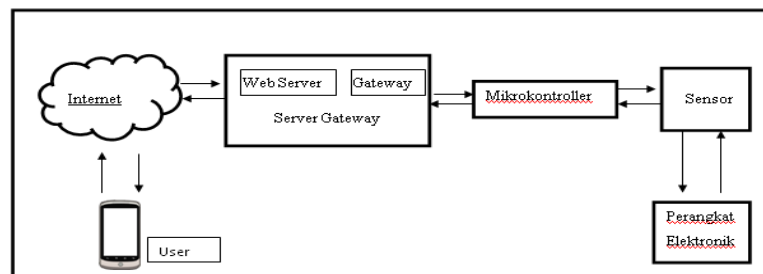 Internet
Web Server
Gateway
Server Gateway
Mikrokontroller
Sensor
User
Perangkat
Elektronik